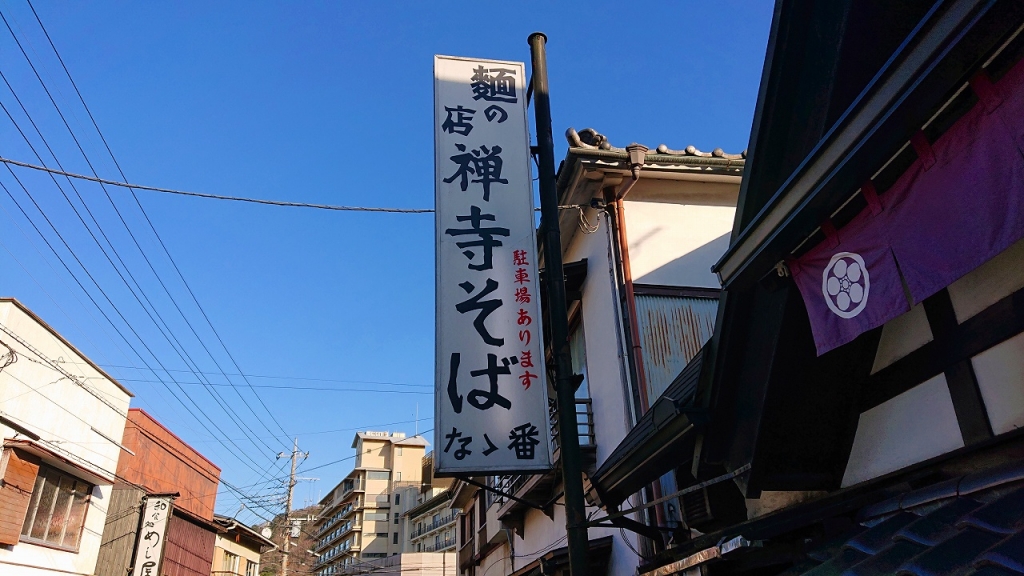 麺の店
禅寺そば
駐車場あります
なゝ番
めし屋